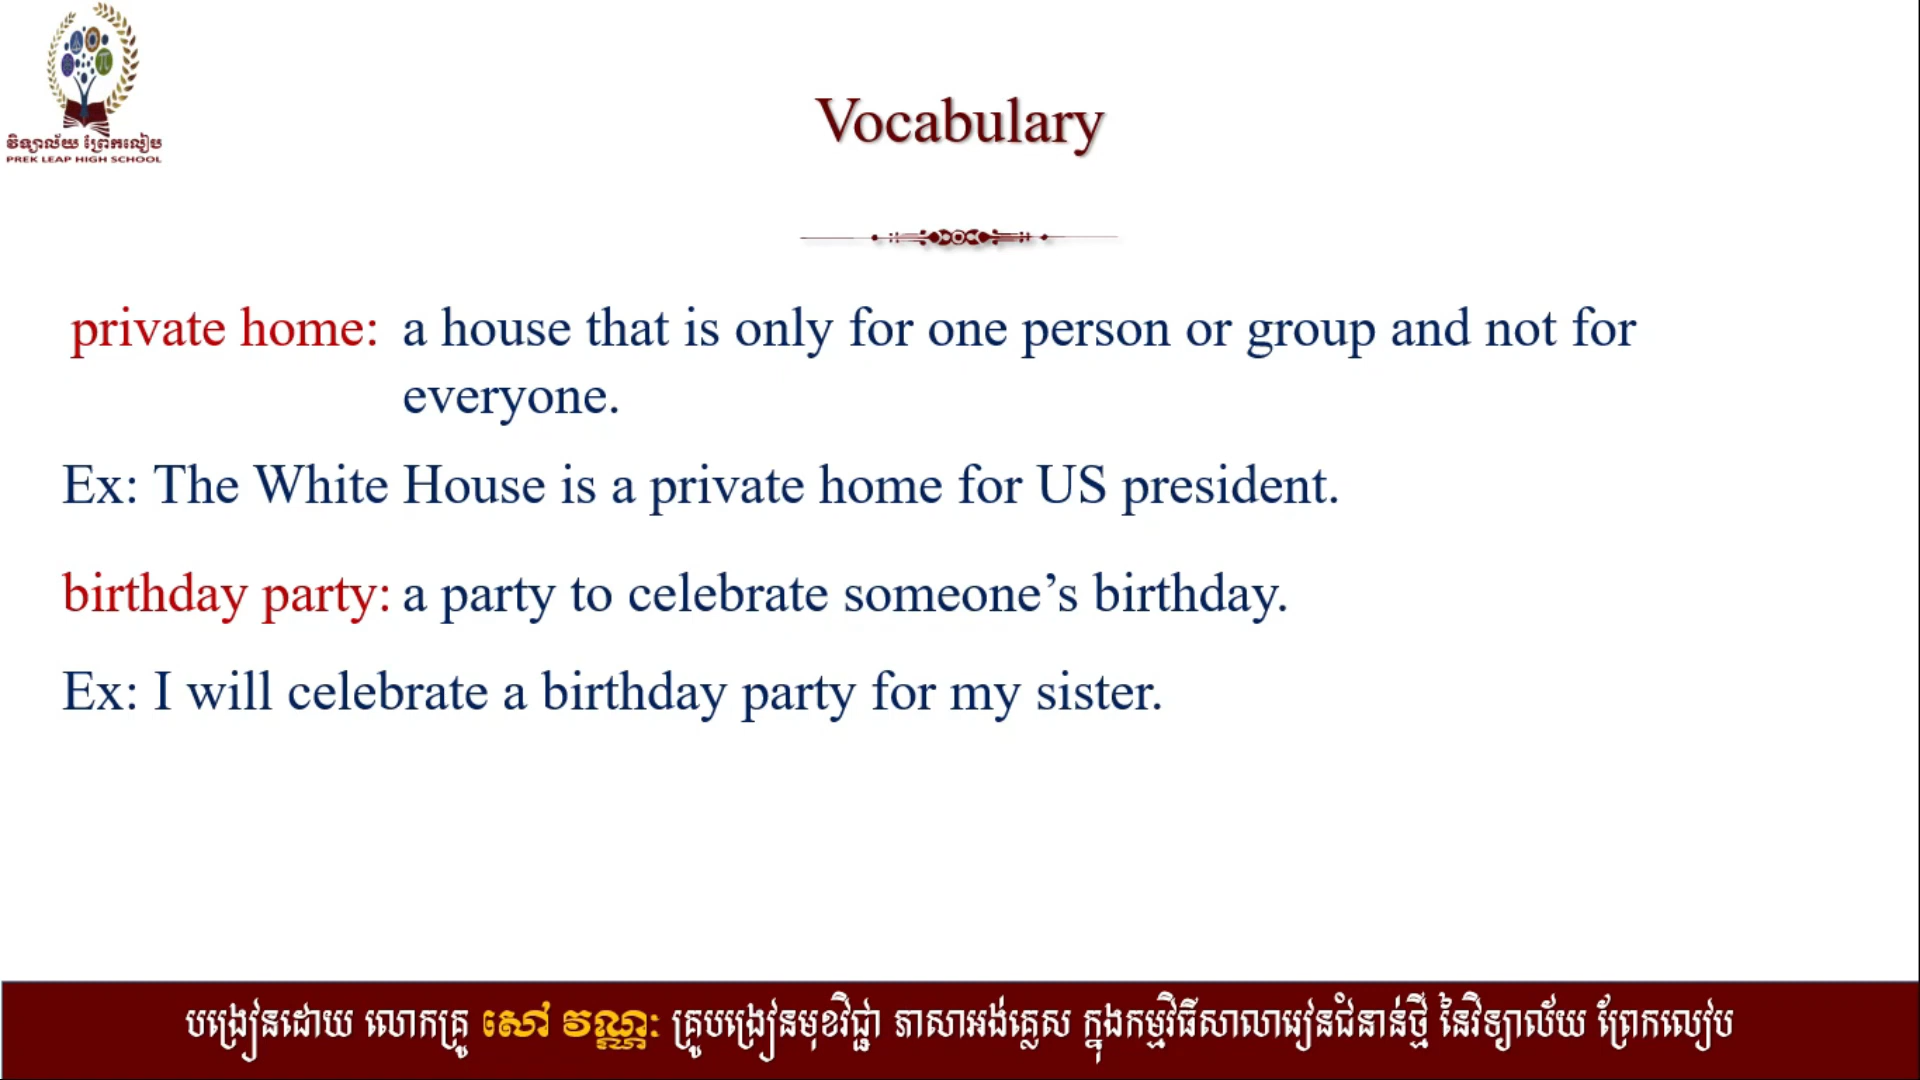 វិទ្យាល័យ ព្រែកលៀប
PREK LEAP HIGH SCHOOL
Vocabulary
private home: a house that is only for one person or group and not for
everyone.
Ex: The White House is a private home for US president.
birthday party: a party to celebrate someone’s birthday.
Ex: I will celebrate a birthday party for my sister.
បង្រៀនដោយ លោកគ្រូ សៅ វណ្ណៈ គ្រូបង្រៀនមុខវិជ្ជា ភាសាអង់គ្លេស ក្នុងកម្មវិធីសាលារៀនជំនាន់ថ្មី នៃវិទ្យាល័យ ព្រែកលៀប